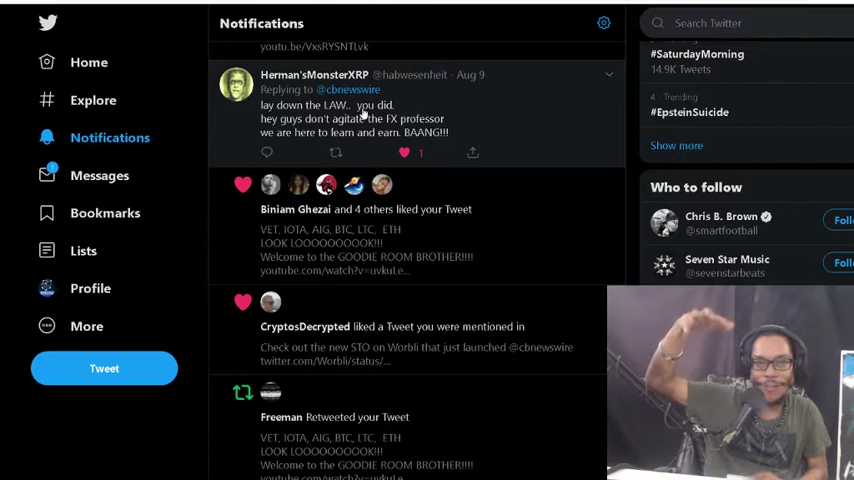 Home
Explore
Notifications
1
Messages
Bookmarks
Lists
Profile
More
Tweet
Notifications
youtu.be/VxsRYSNTLvk
Herman'sMonsterXRP @habwesenheit · Aug 9
Replying to @cbnewswire
lay down the LAW.. you did.
hey guys don't agitate the FX professor
we are here to learn and earn. BAANG!!!
1
Biniam Ghezai and 4 others liked your Tweet
VET, IOTA, AIG, BTC, LTC, ETH
LOOK LOOOOOOOOK!!!
Welcome to the GOODIE ROOM BROTHER!!!!
youtube.com/watch?v=uvkuLe...
CryptosDecrypted liked a Tweet you were mentioned in
Check out the new STO on Worbli that just launched @cbnewswire
twitter.com/Worbli/status/...
Freeman Retweeted your Tweet
VET, IOTA, AIG, BTC, LTC, ETH
LOOK LOOOOOOOOK!!!
Welcome to the GOODIE ROOM BROTHER!!!!
Search Twitter
#SaturdayMorning
14.9K Tweets
4 · Trending
#EpsteinSuicide
Show more
Who to follow
Chris B. Brown
@smartfootball
Foll
Seven Star Music
@sevenstarbeats
Foll